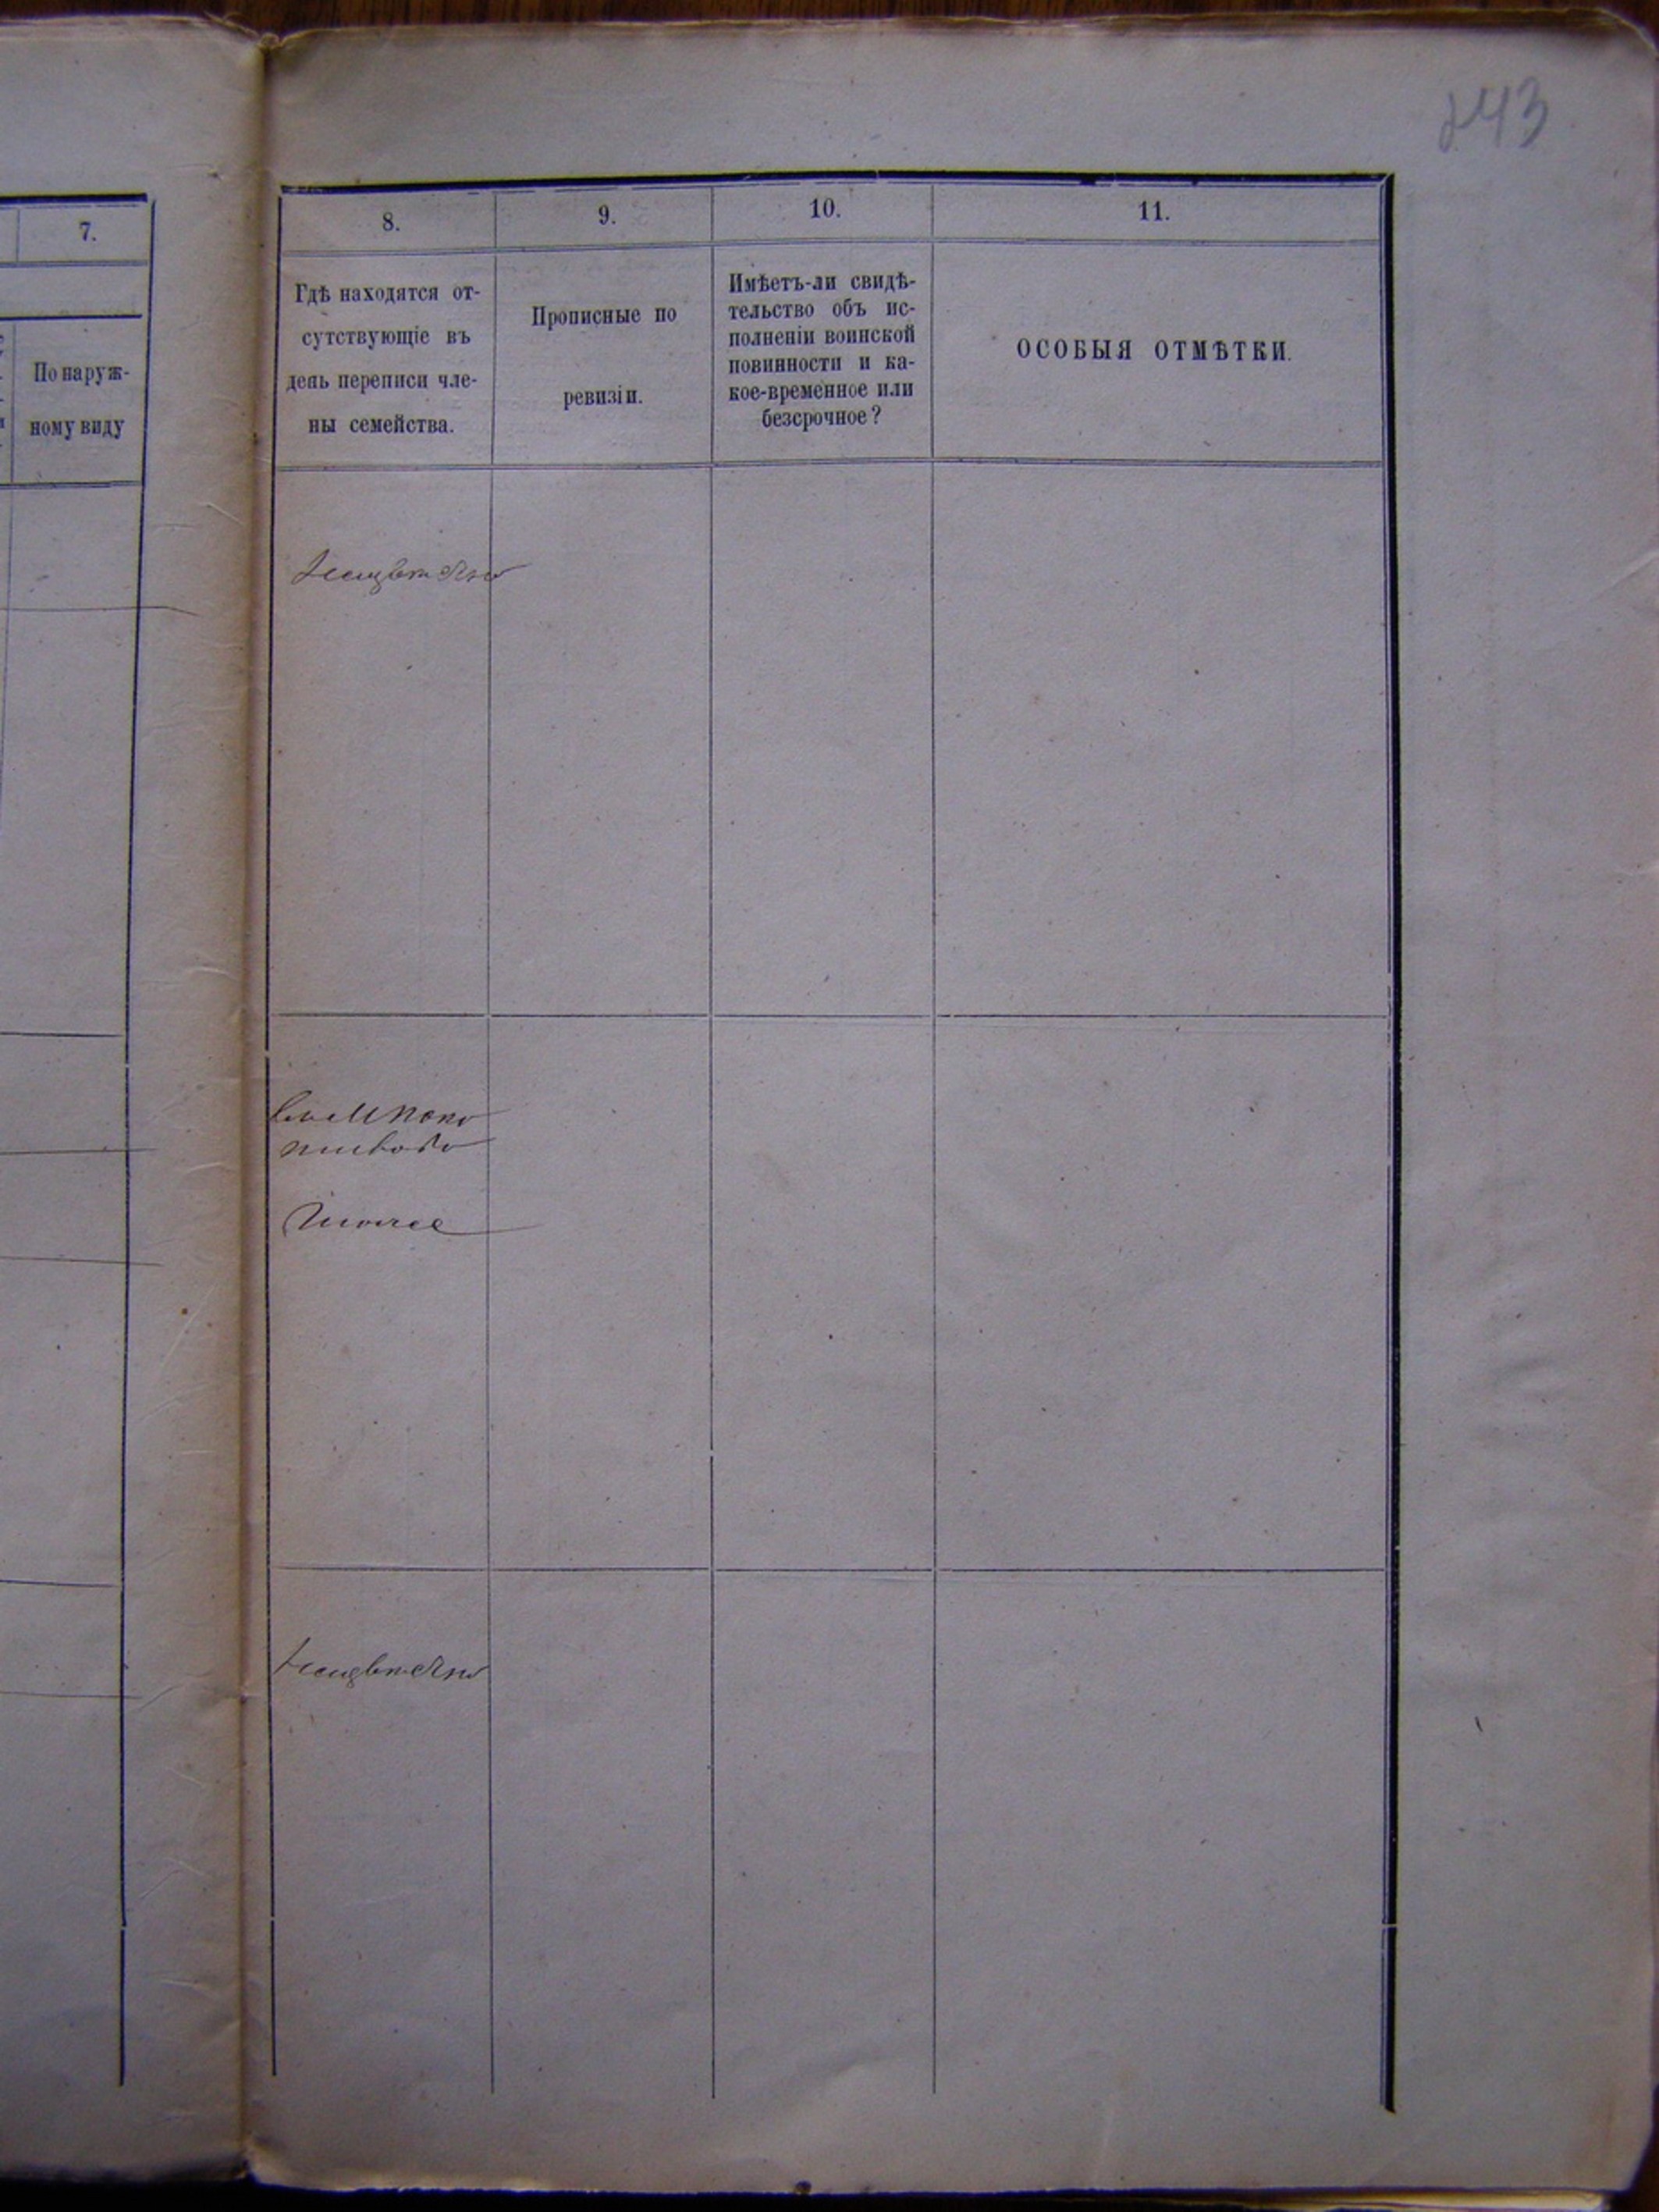 243
7.
По наруж-
ному виду
8.
9.
10.
11.
Гдѣ находятся от-
сутствующіе въ
день переписи чле-
ны семейства.
Прописные по
ревизіи.
Имѣетъ-ли свидѣ-
тельство объ ис-
полненіи воинской
повинности и ка-
кое-временное или
безсрочное?
ОСОБЫЯ ОТМѢТКИ.